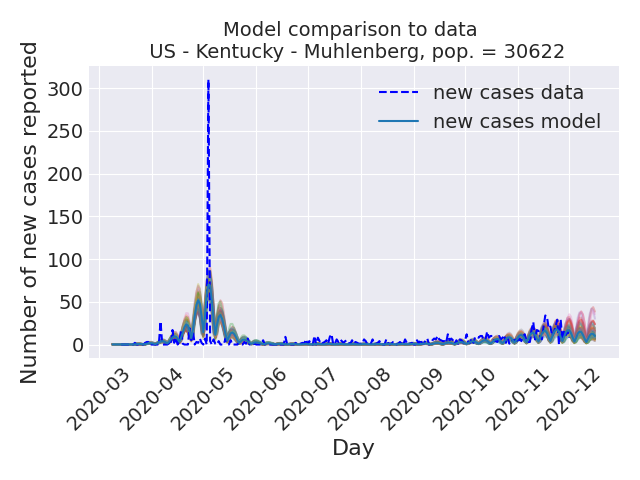 Model comparison to data
US - Kentucky - Muhlenberg, pop. = 30622
Number of new cases reported
300
250
200
150
100
50
0
new cases data
new cases model
2020-03
2020-04
2020-05
2020-06
2020-07
2020-08
2020-09
2020-10
2020-11
2020-12
Day